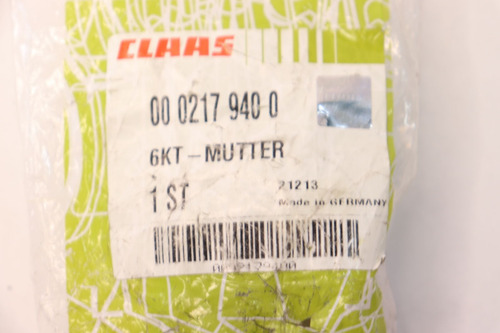 CLAAS
00 0217 940 0
6KT-MUTTER
1 ST
21213
Made in GERMANY